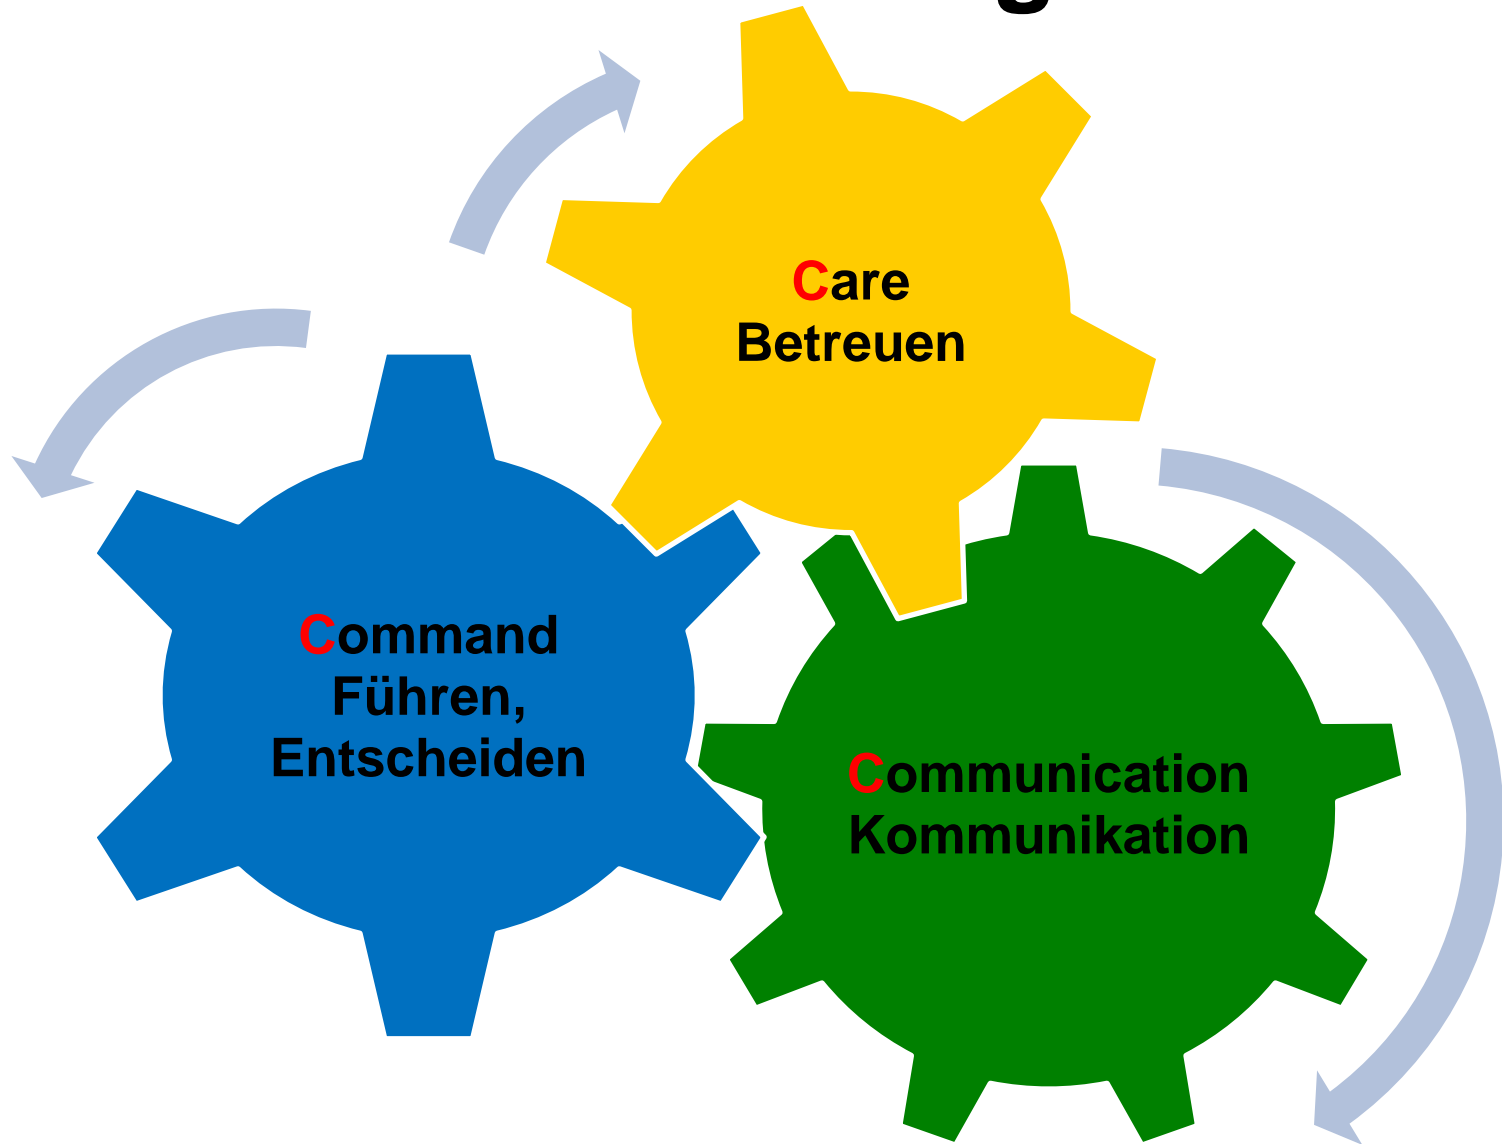 Care
Betreuen
Command
Führen,
Entscheiden
Communication
Kommunikation